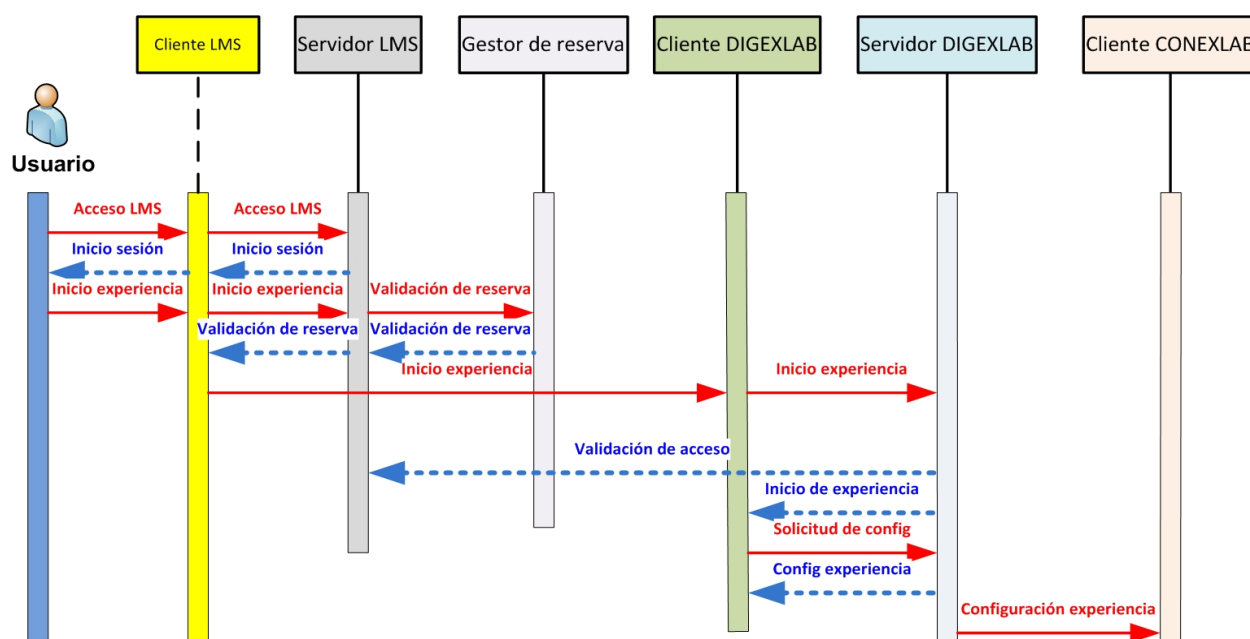 Cliente LMS
Servidor LMS
Gestor de reserva
Cliente DIGEXLAB
Servidor DIGEXLAB
Cliente CONEXLAB
Usuario
Acceso LMS
Acceso LMS
Inicio sesión
Inicio sesión
Inicio experiencia
Inicio experiencia
Validación de reserva
Validación de reserva
Validación de reserva
Inicio experiencia
Inicio experiencia
Validación de acceso
Inicio de experiencia
Solicitud de config
Config experiencia
Configuración experiencia